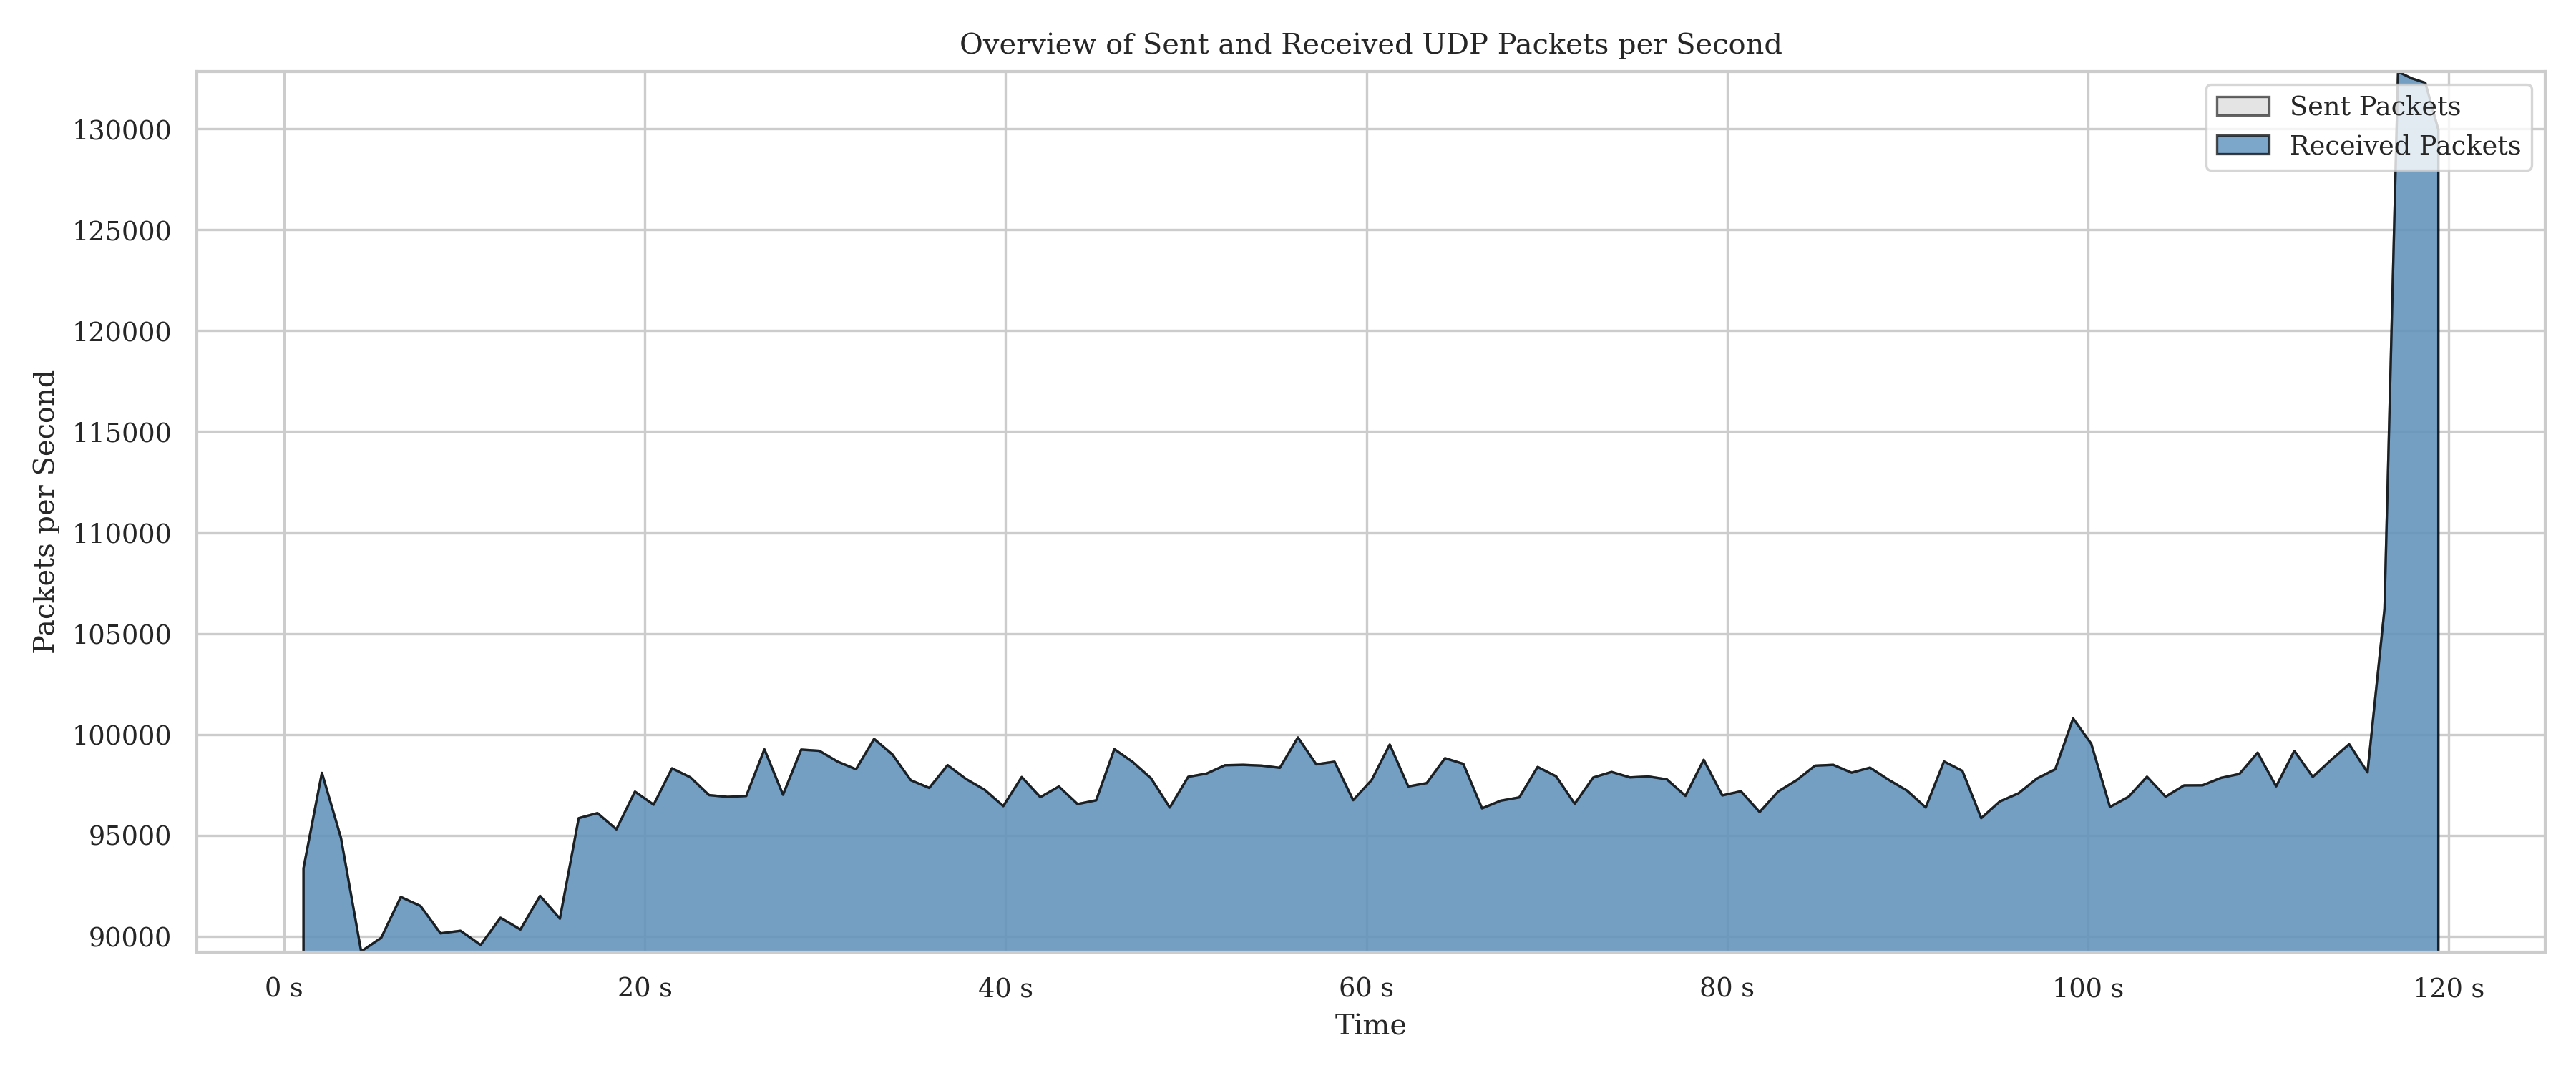 Overview of Sent and Received UDP Packets per Second
Sent Packets
Received Packets
Packets per Second
130000
125000
120000
115000
110000
105000
100000
95000
90000
0 s
20 s
40 s
60 s
80 s
100 s
120 s
Time